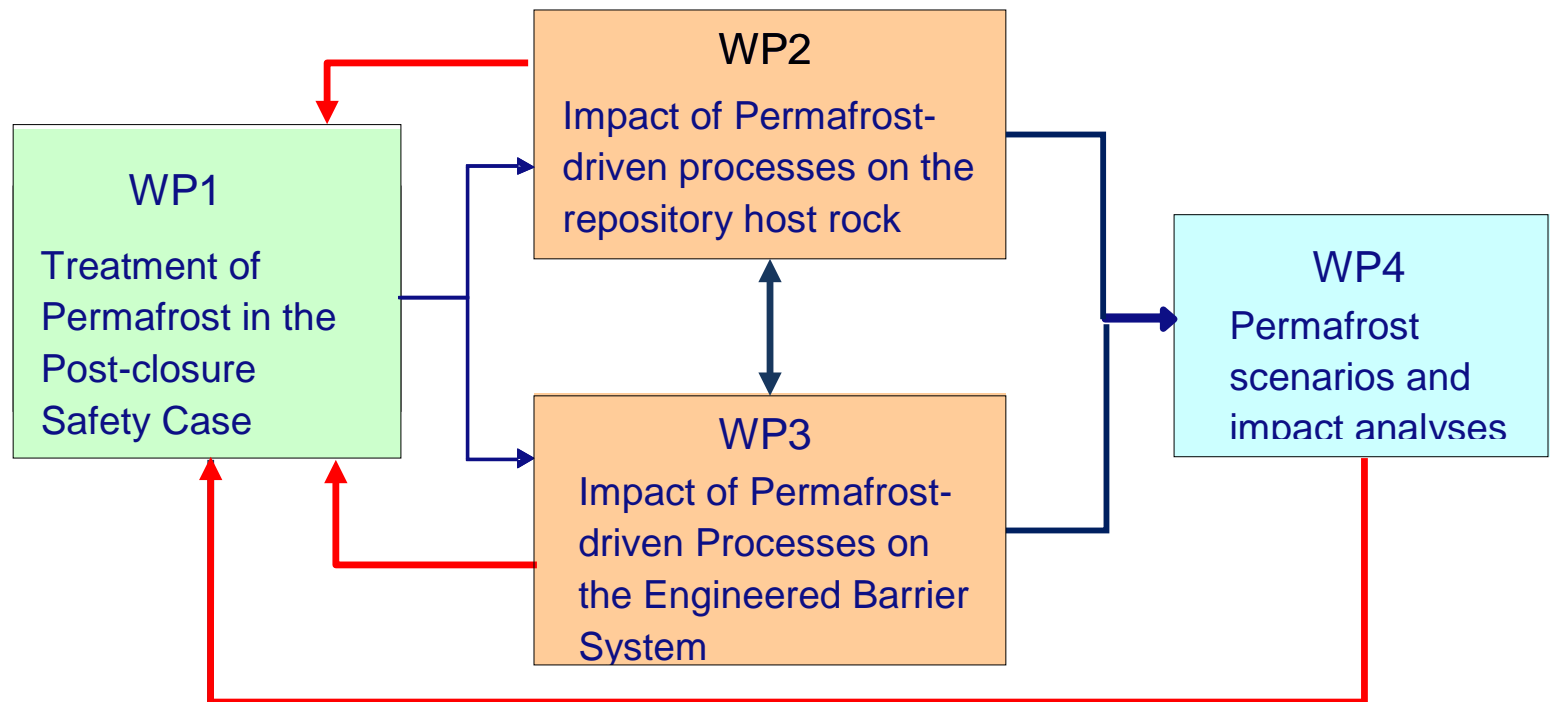 WP1
Treatment of
Permafrost in the
Post-closure
Safety Case
WP2
Impact of Permafrost-
driven processes on the
repository host rock
WP3
Impact of Permafrost-
driven Processes on
the Engineered Barrier
System
WP4
Permafrost
scenarios and
impact analyses